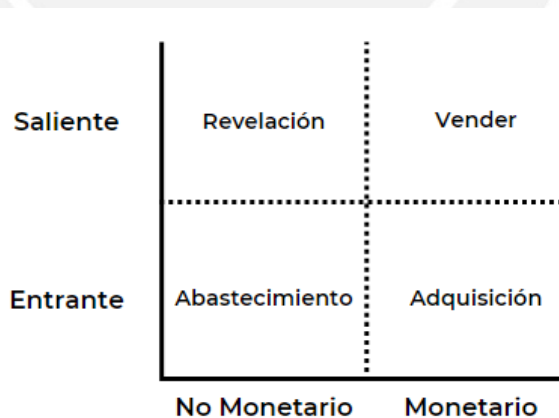 Saliente
Revelación
Vender
Entrante
Abastecimiento
Adquisición
No Monetario
Monetario